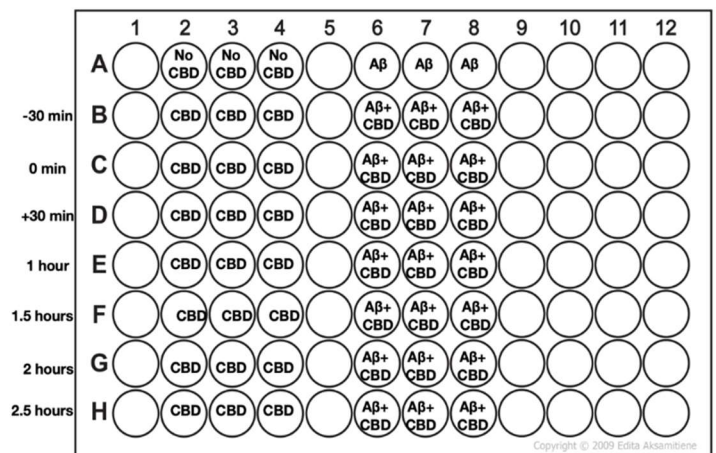 1 2 3 4 5 6 7 8 9 10 11 12
A No CBD No CBD No CBD Aβ Aβ Aβ
-30 min B CBD CBD CBD Aβ+ CBD Aβ+ CBD Aβ+ CBD
0 min C CBD CBD CBD Aβ+ CBD Aβ+ CBD Aβ+ CBD
+30 min D CBD CBD CBD Aβ+ CBD Aβ+ CBD Aβ+ CBD
1 hour E CBD CBD CBD Aβ+ CBD Aβ+ CBD Aβ+ CBD
1.5 hours F CBD CBD CBD Aβ+ CBD Aβ+ CBD Aβ+ CBD
2 hours G CBD CBD CBD Aβ+ CBD Aβ+ CBD Aβ+ CBD
2.5 hours H CBD CBD CBD Aβ+ CBD Aβ+ CBD Aβ+ CBD
Copyright © 2009 Edita Aksamitiene